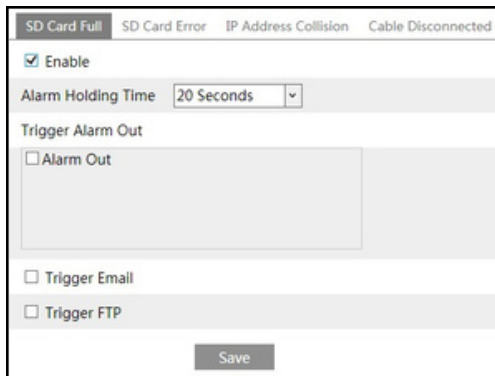 SD Card Full SD Card Error IP Address Collision Cable Disconnected
Enable
Alarm Holding Time 20 Seconds
Trigger Alarm Out
Alarm Out
Trigger Email
Trigger FTP
Save